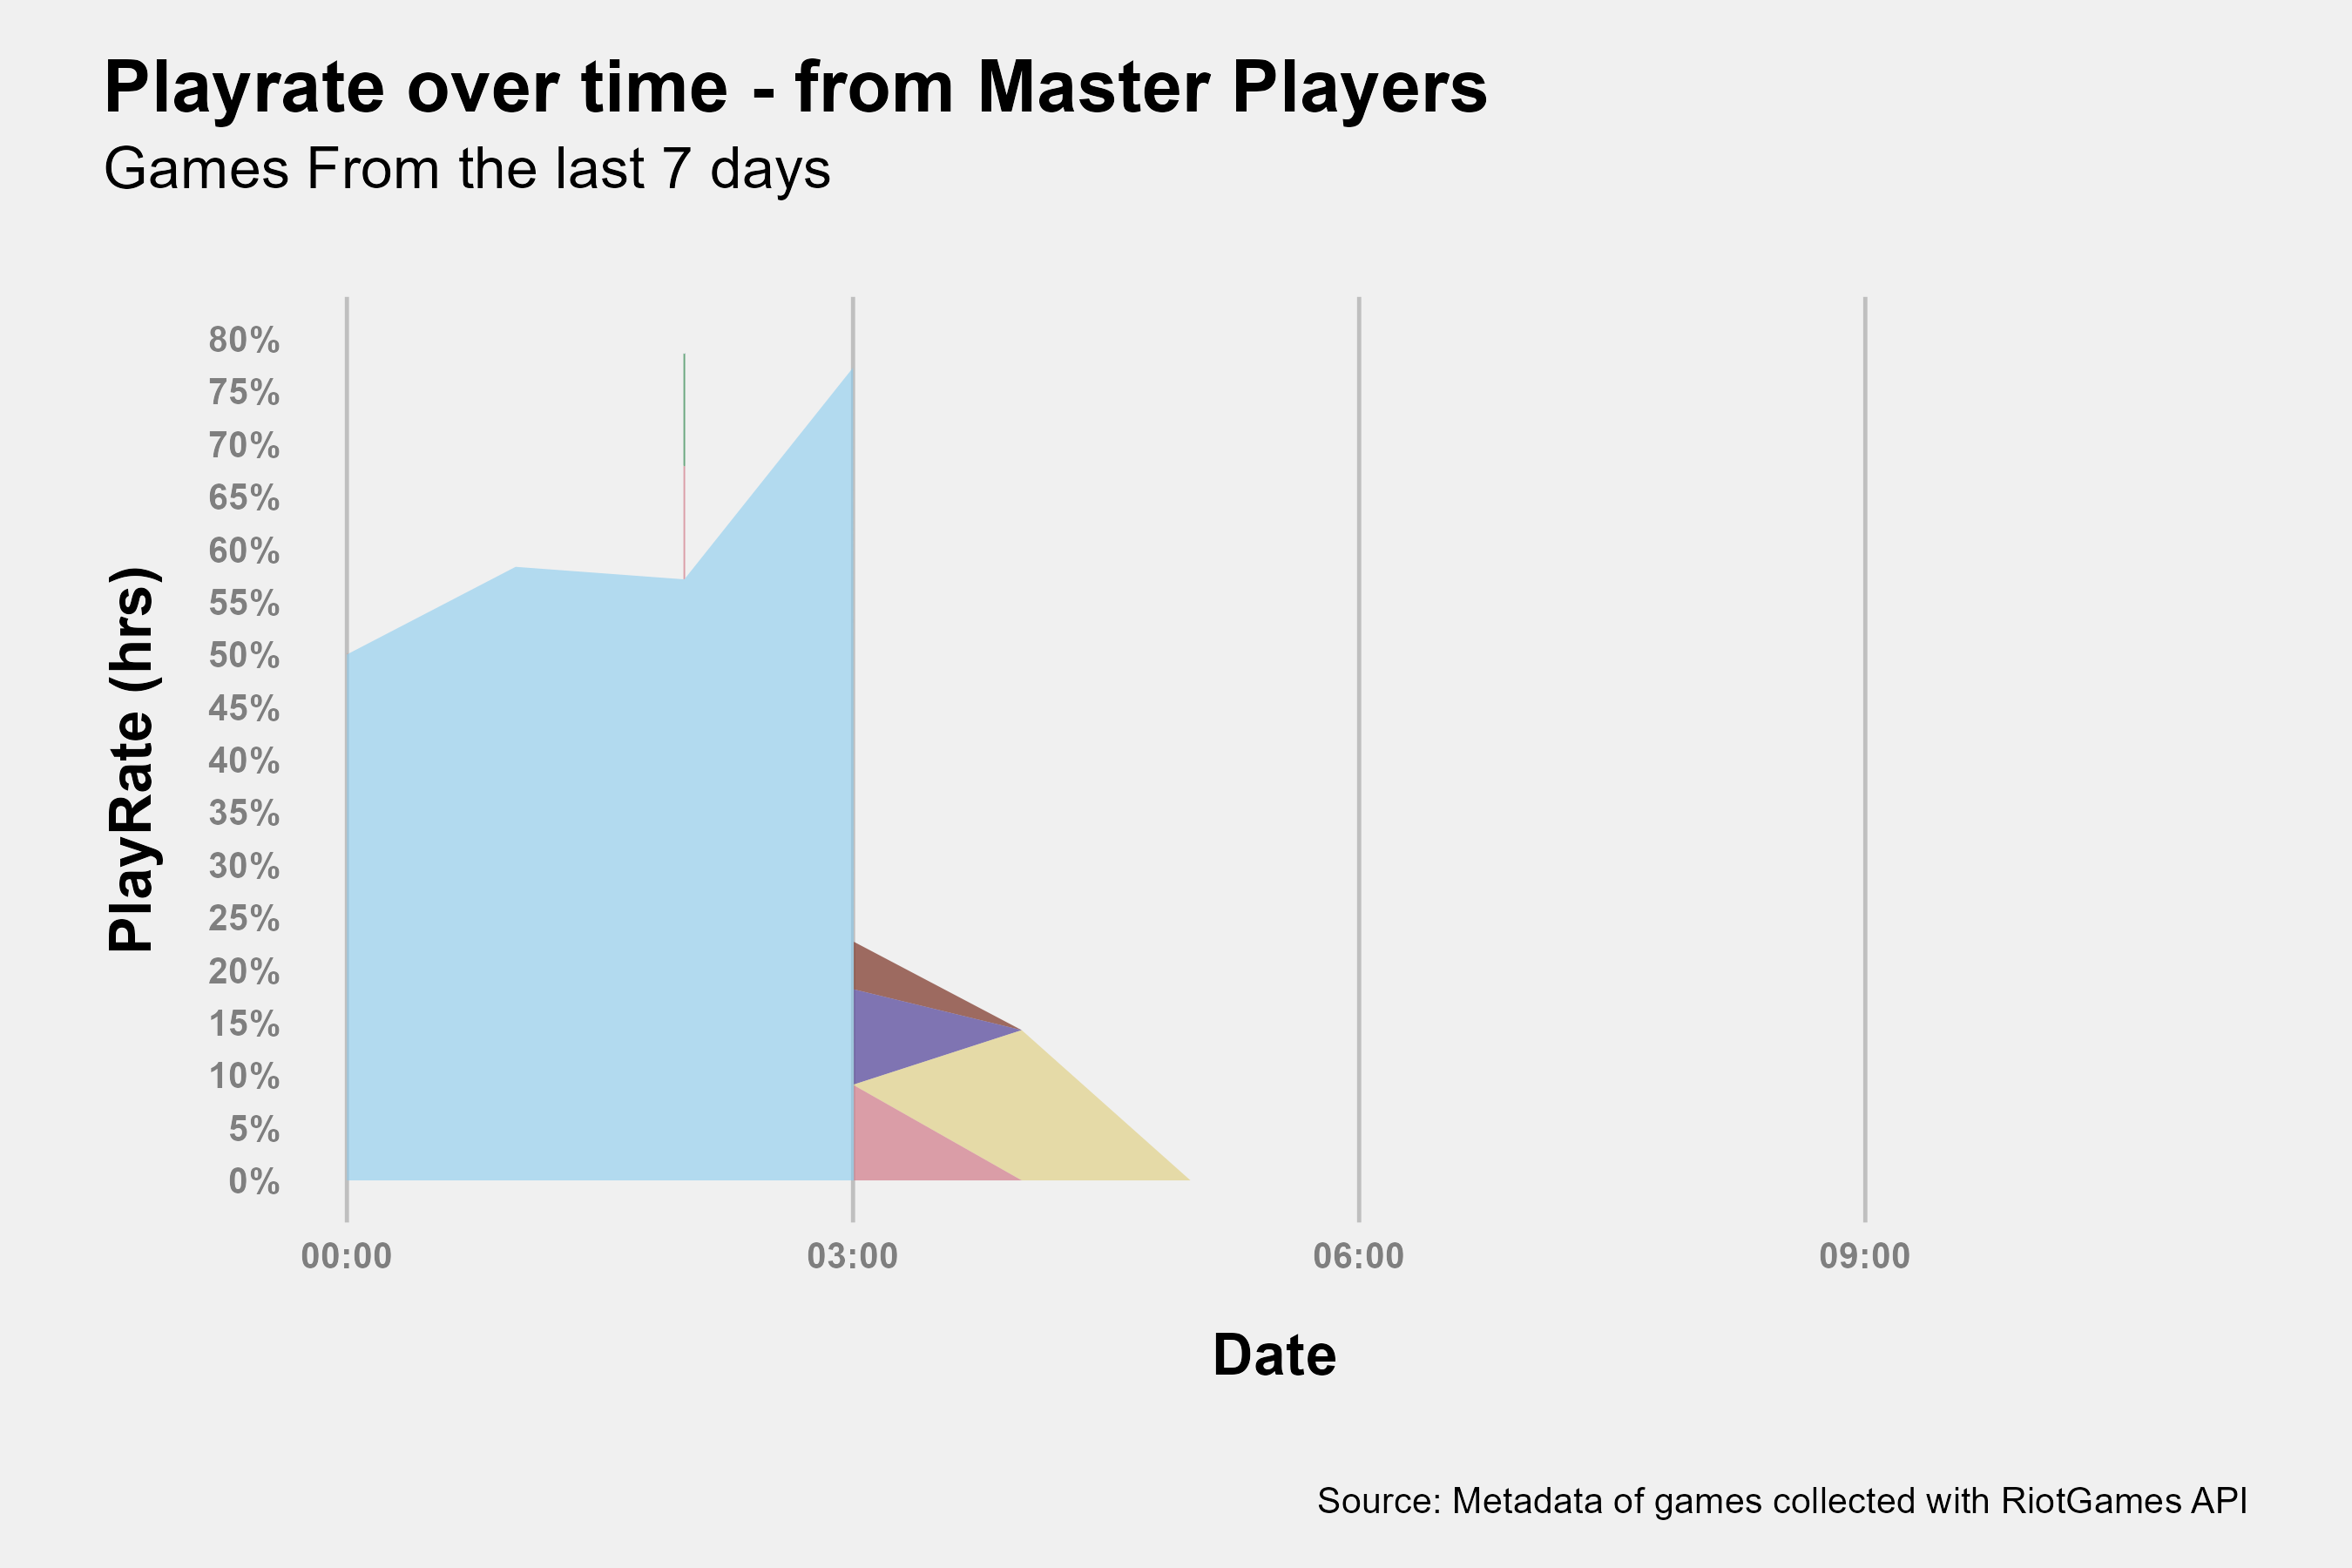 Playrate over time - from Master Players
Games From the last 7 days
80%
75%
70%
65%
60%
55%
50%
45%
40%
35%
30%
25%
20%
15%
10%
5%
0%
PlayRate (hrs)
00:00 03:00 06:00 09:00
Date
Source: Metadata of games collected with RiotGames API